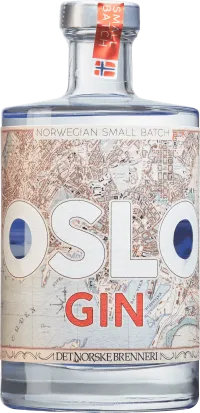 SMALL
BATCH
NORWEGIAN SMALL BATCH
OSLO
GIN
DET NORSKE BRENNERI